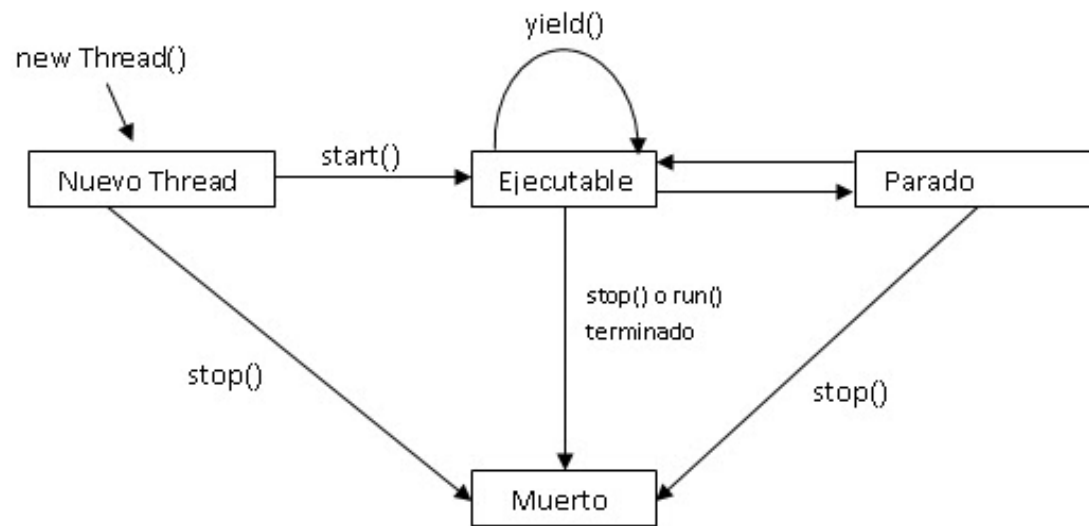 yield()
new Thread()
start()
Nuevo Thread
Ejecutable
Parado
stop() o run()
terminado
stop()
stop()
Muerto